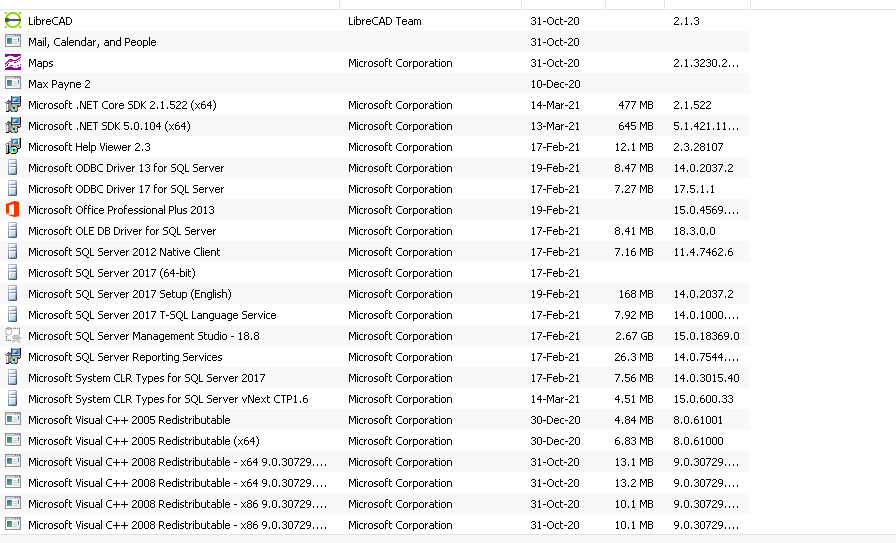 LibreCAD LibreCAD Team 31-Oct-20 2.1.3
Mail, Calendar, and People 31-Oct-20
Maps Microsoft Corporation 31-Oct-20 2.1.3230.2...
Max Payne 2 10-Dec-20
Microsoft .NET Core SDK 2.1.522 (x64) Microsoft Corporation 14-Mar-21 477 MB 2.1.522
Microsoft .NET SDK 5.0.104 (x64) Microsoft Corporation 13-Mar-21 645 MB 5.1.421.11...
Microsoft Help Viewer 2.3 Microsoft Corporation 17-Feb-21 12.1 MB 2.3.28107
Microsoft ODBC Driver 13 for SQL Server Microsoft Corporation 19-Feb-21 8.47 MB 14.0.2037.2
Microsoft ODBC Driver 17 for SQL Server Microsoft Corporation 17-Feb-21 7.27 MB 17.5.1.1
Microsoft Office Professional Plus 2013 Microsoft Corporation 19-Feb-21 15.0.4569....
Microsoft OLE DB Driver for SQL Server Microsoft Corporation 17-Feb-21 8.41 MB 18.3.0.0
Microsoft SQL Server 2012 Native Client Microsoft Corporation 17-Feb-21 7.16 MB 11.4.7462.6
Microsoft SQL Server 2017 (64-bit) Microsoft Corporation 17-Feb-21
Microsoft SQL Server 2017 Setup (English) Microsoft Corporation 19-Feb-21 168 MB 14.0.2037.2
Microsoft SQL Server 2017 T-SQL Language Service Microsoft Corporation 17-Feb-21 7.92 MB 14.0.1000....
Microsoft SQL Server Management Studio - 18.8 Microsoft Corporation 17-Feb-21 2.67 GB 15.0.18369.0
Microsoft SQL Server Reporting Services Microsoft Corporation 17-Feb-21 26.3 MB 14.0.7544....
Microsoft System CLR Types for SQL Server 2017 Microsoft Corporation 17-Feb-21 7.56 MB 14.0.3015.40
Microsoft System CLR Types for SQL Server vNext CTP1.6 Microsoft Corporation 14-Mar-21 4.51 MB 15.0.600.33
Microsoft Visual C++ 2005 Redistributable Microsoft Corporation 30-Dec-20 4.84 MB 8.0.61001
Microsoft Visual C++ 2005 Redistributable (x64) Microsoft Corporation 30-Dec-20 6.83 MB 8.0.61000
Microsoft Visual C++ 2008 Redistributable - x64 9.0.30729.... Microsoft Corporation 31-Oct-20 13.1 MB 9.0.30729....
Microsoft Visual C++ 2008 Redistributable - x64 9.0.30729.... Microsoft Corporation 31-Oct-20 13.2 MB 9.0.30729....
Microsoft Visual C++ 2008 Redistributable - x86 9.0.30729.... Microsoft Corporation 31-Oct-20 10.1 MB 9.0.30729....
Microsoft Visual C++ 2008 Redistributable - x86 9.0.30729.... Microsoft Corporation 31-Oct-20 10.1 MB 9.0.30729....